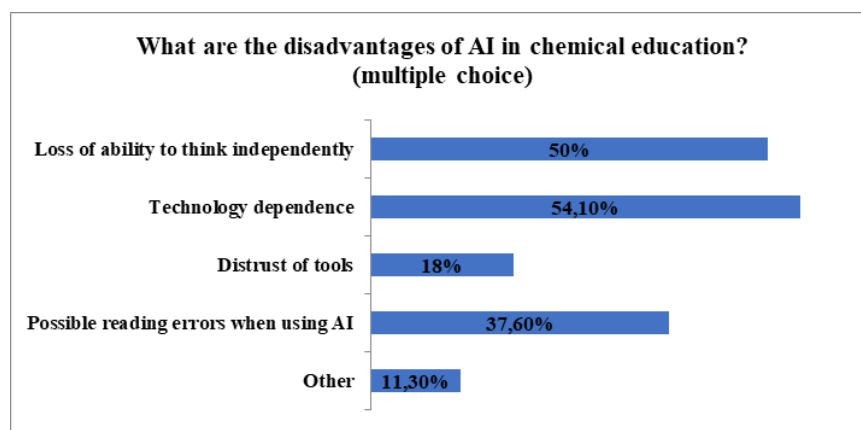 What are the disadvantages of AI in chemical education?
(multiple choice)
Loss of ability to think independently
50%
Technology dependence
54,10%
Distrust of tools
18%
Possible reading errors when using AI
37,60%
Other
11,30%